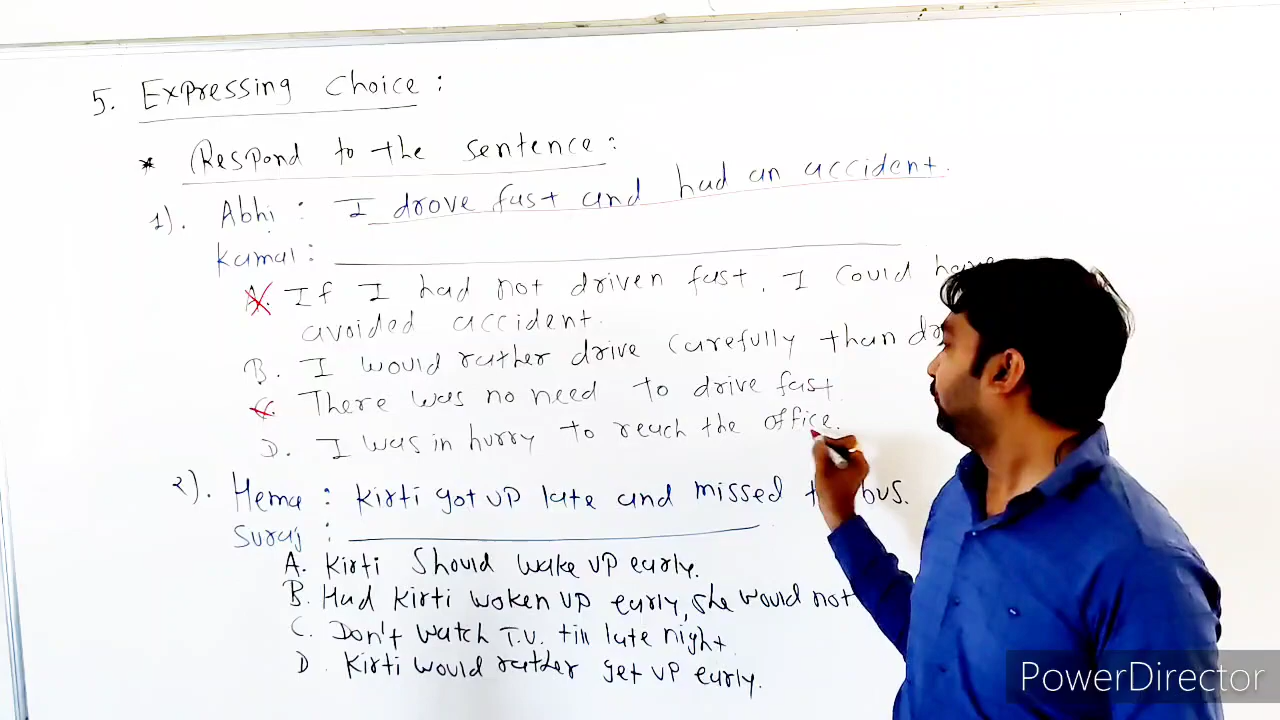 5. Expressing Choice :
* Respond to the sentence :
1). Abhi : I drove fast and had an accident.
Kamal :
A. If I had not driven fast, I could have
avoided accident.
B. I would rather drive carefully than
C. There was no need to drive fast.
D. I was in hurry to reach the office.
2). Hema : Kirti got up late and missed bus.
Suraj :
A. Kirti Should wake up early.
B. Had Kirti woken up early, she would not
C. Don't watch T.V. till late night.
D. Kirti would rather get up early.
PowerDirector